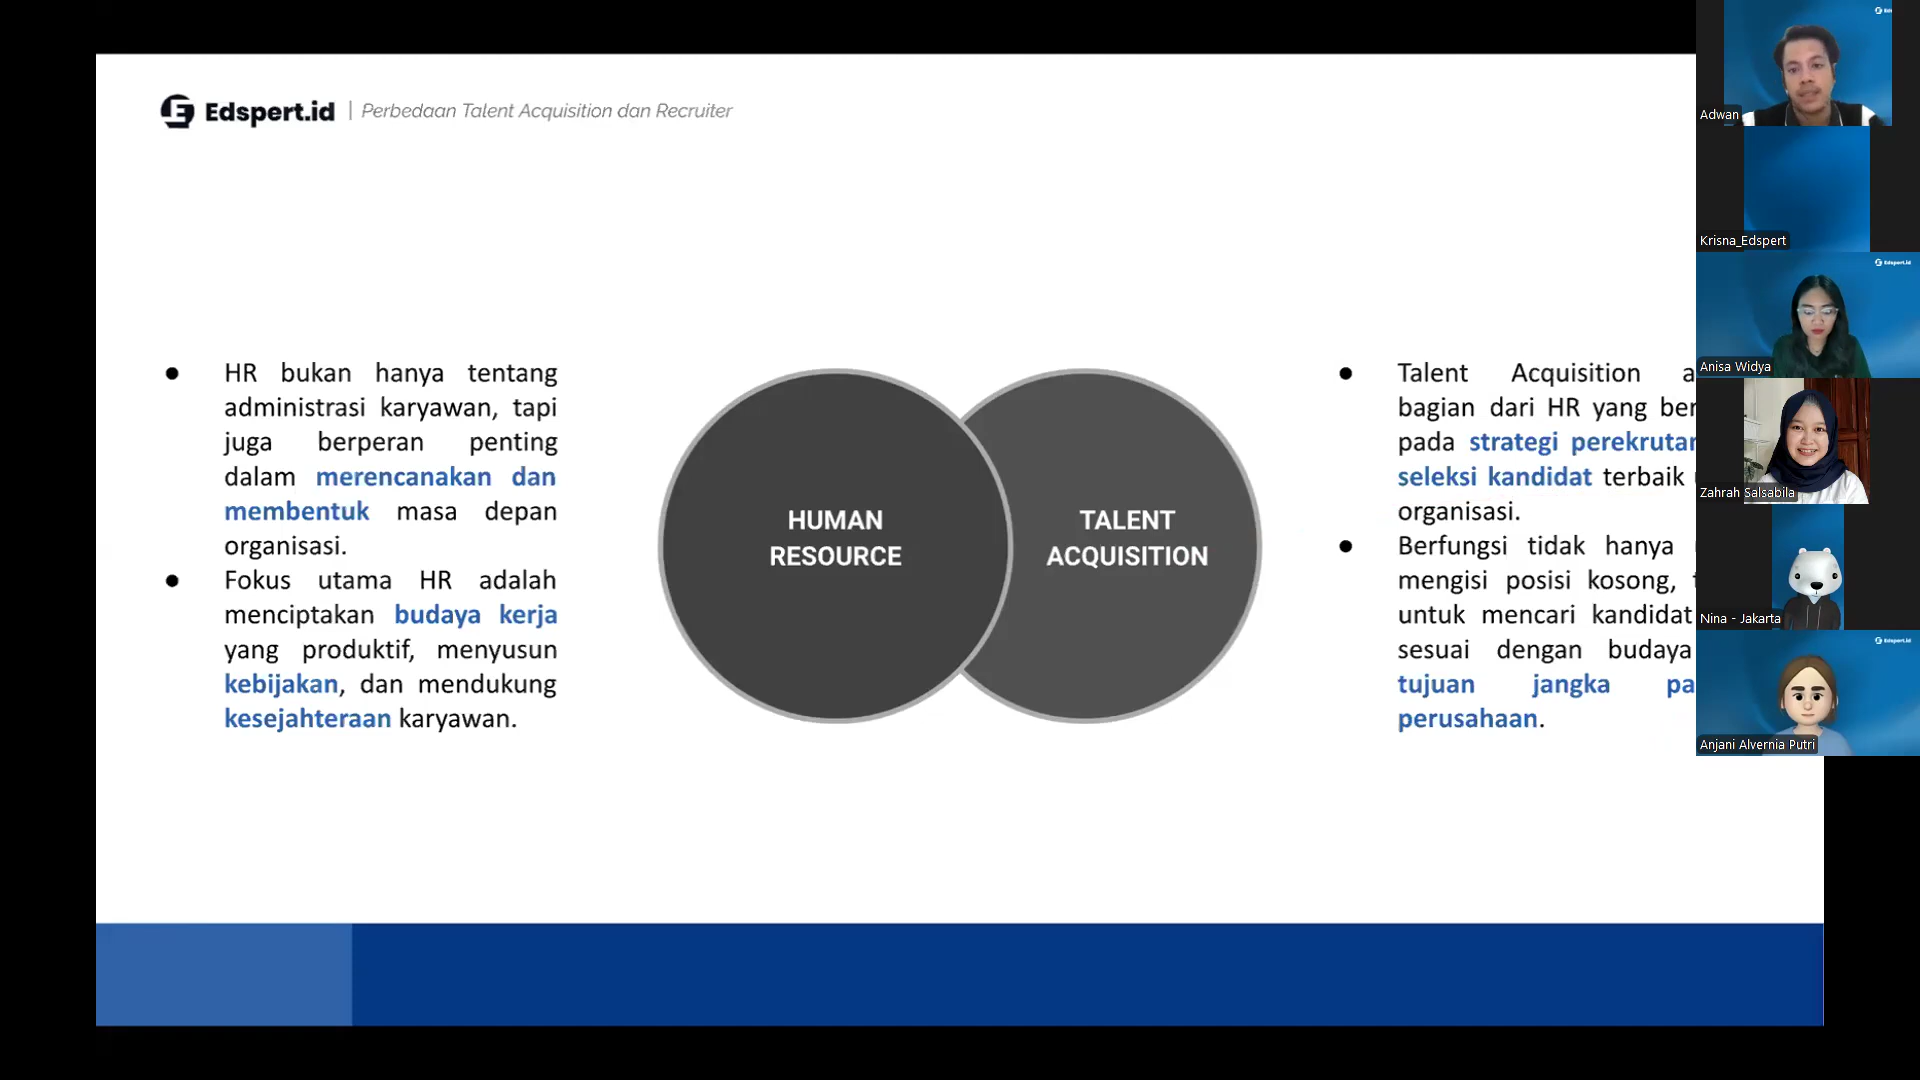 Edspert.id | Perbedaan Talent Acquisition dan Recruiter
HR bukan hanya tentang
administrasi karyawan, tapi
juga berperan penting
dalam merencanakan dan
membentuk masa depan
organisasi.
Fokus utama HR adalah
menciptakan budaya kerja
yang produktif, menyusun
kebijakan, dan mendukung
kesejahteraan karyawan.
HUMAN
RESOURCE
TALENT
ACQUISITION
Talent Acquisition
bagian dari HR yang
pada strategi
seleksi kandidat terbaik
organisasi.
Berfungsi tidak hanya
mengisi posisi kosong,
untuk mencari kandidat
sesuai dengan budaya
tujuan jangka
perusahaan.
Adwan
Krisna_Edspert
Edspert.id
Anisa Widya
Zahrah Salsabila
Nina - Jakarta
Edspert.id
Anjani Alvernia Putri